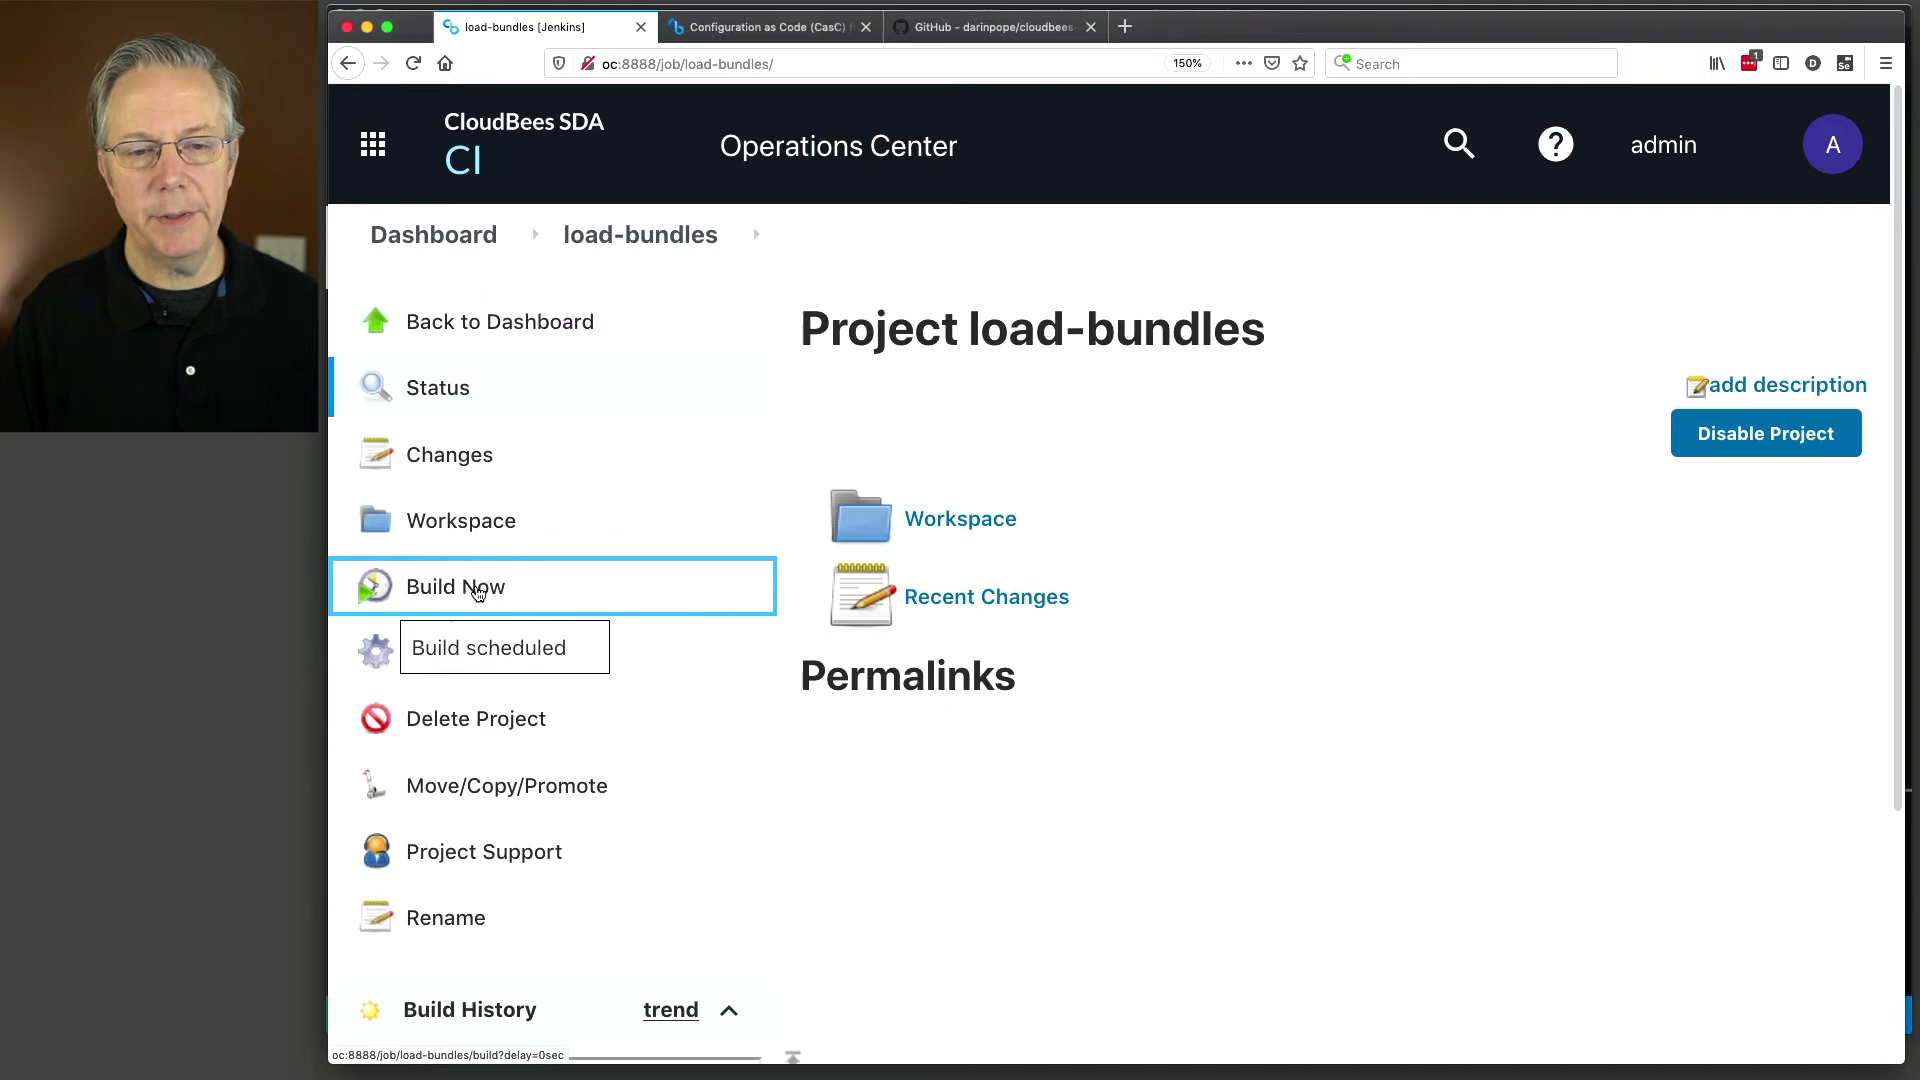 load-bundles [Jenkins]
Configuration as Code (CasC) f
GitHub - darinpope/cloudbees-
oc:8888/job/load-bundles/
150%
Search
1
D
Se
CloudBees SDA
CI
Operations Center
?
admin
A
Dashboard
load-bundles
Back to Dashboard
Status
Changes
Workspace
Build Now
Build scheduled
Delete Project
Move/Copy/Promote
Project Support
Rename
Build History
trend
oc:8888/job/load-bundles/build?delay=0sec
Project load-bundles
add description
Disable Project
Workspace
Recent Changes
Permalinks